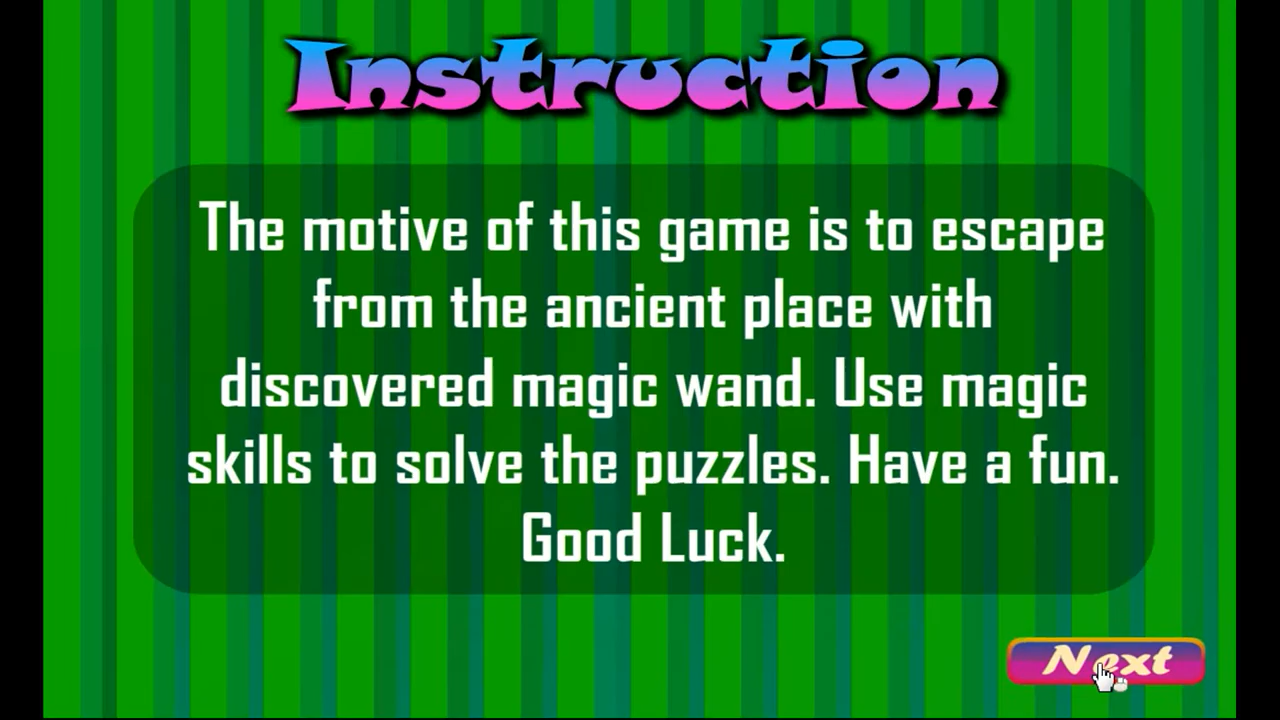 Instruction
The motive of this game is to escape
from the ancient place with
discovered magic wand. Use magic
skills to solve the puzzles. Have a fun.
Good Luck.
Next